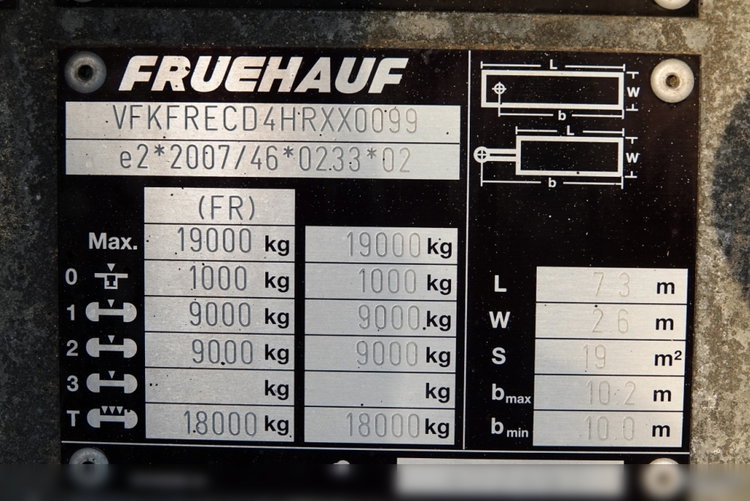 FRUEHAUF
VFKFRECD4HRXX0099
e2*2007/46*0233*02
(FR)
Max. 19000 kg 19000 kg
0 1000 kg 1000 kg
1 9000 kg 9000 kg
2 9000 kg 9000 kg
3 kg kg
T 18000 kg 18000 kg
L
W
b
L
W
b
L 7.3 m
W 2.6 m
S 19 m²
bmax 10.2 m
bmin 10.0 m